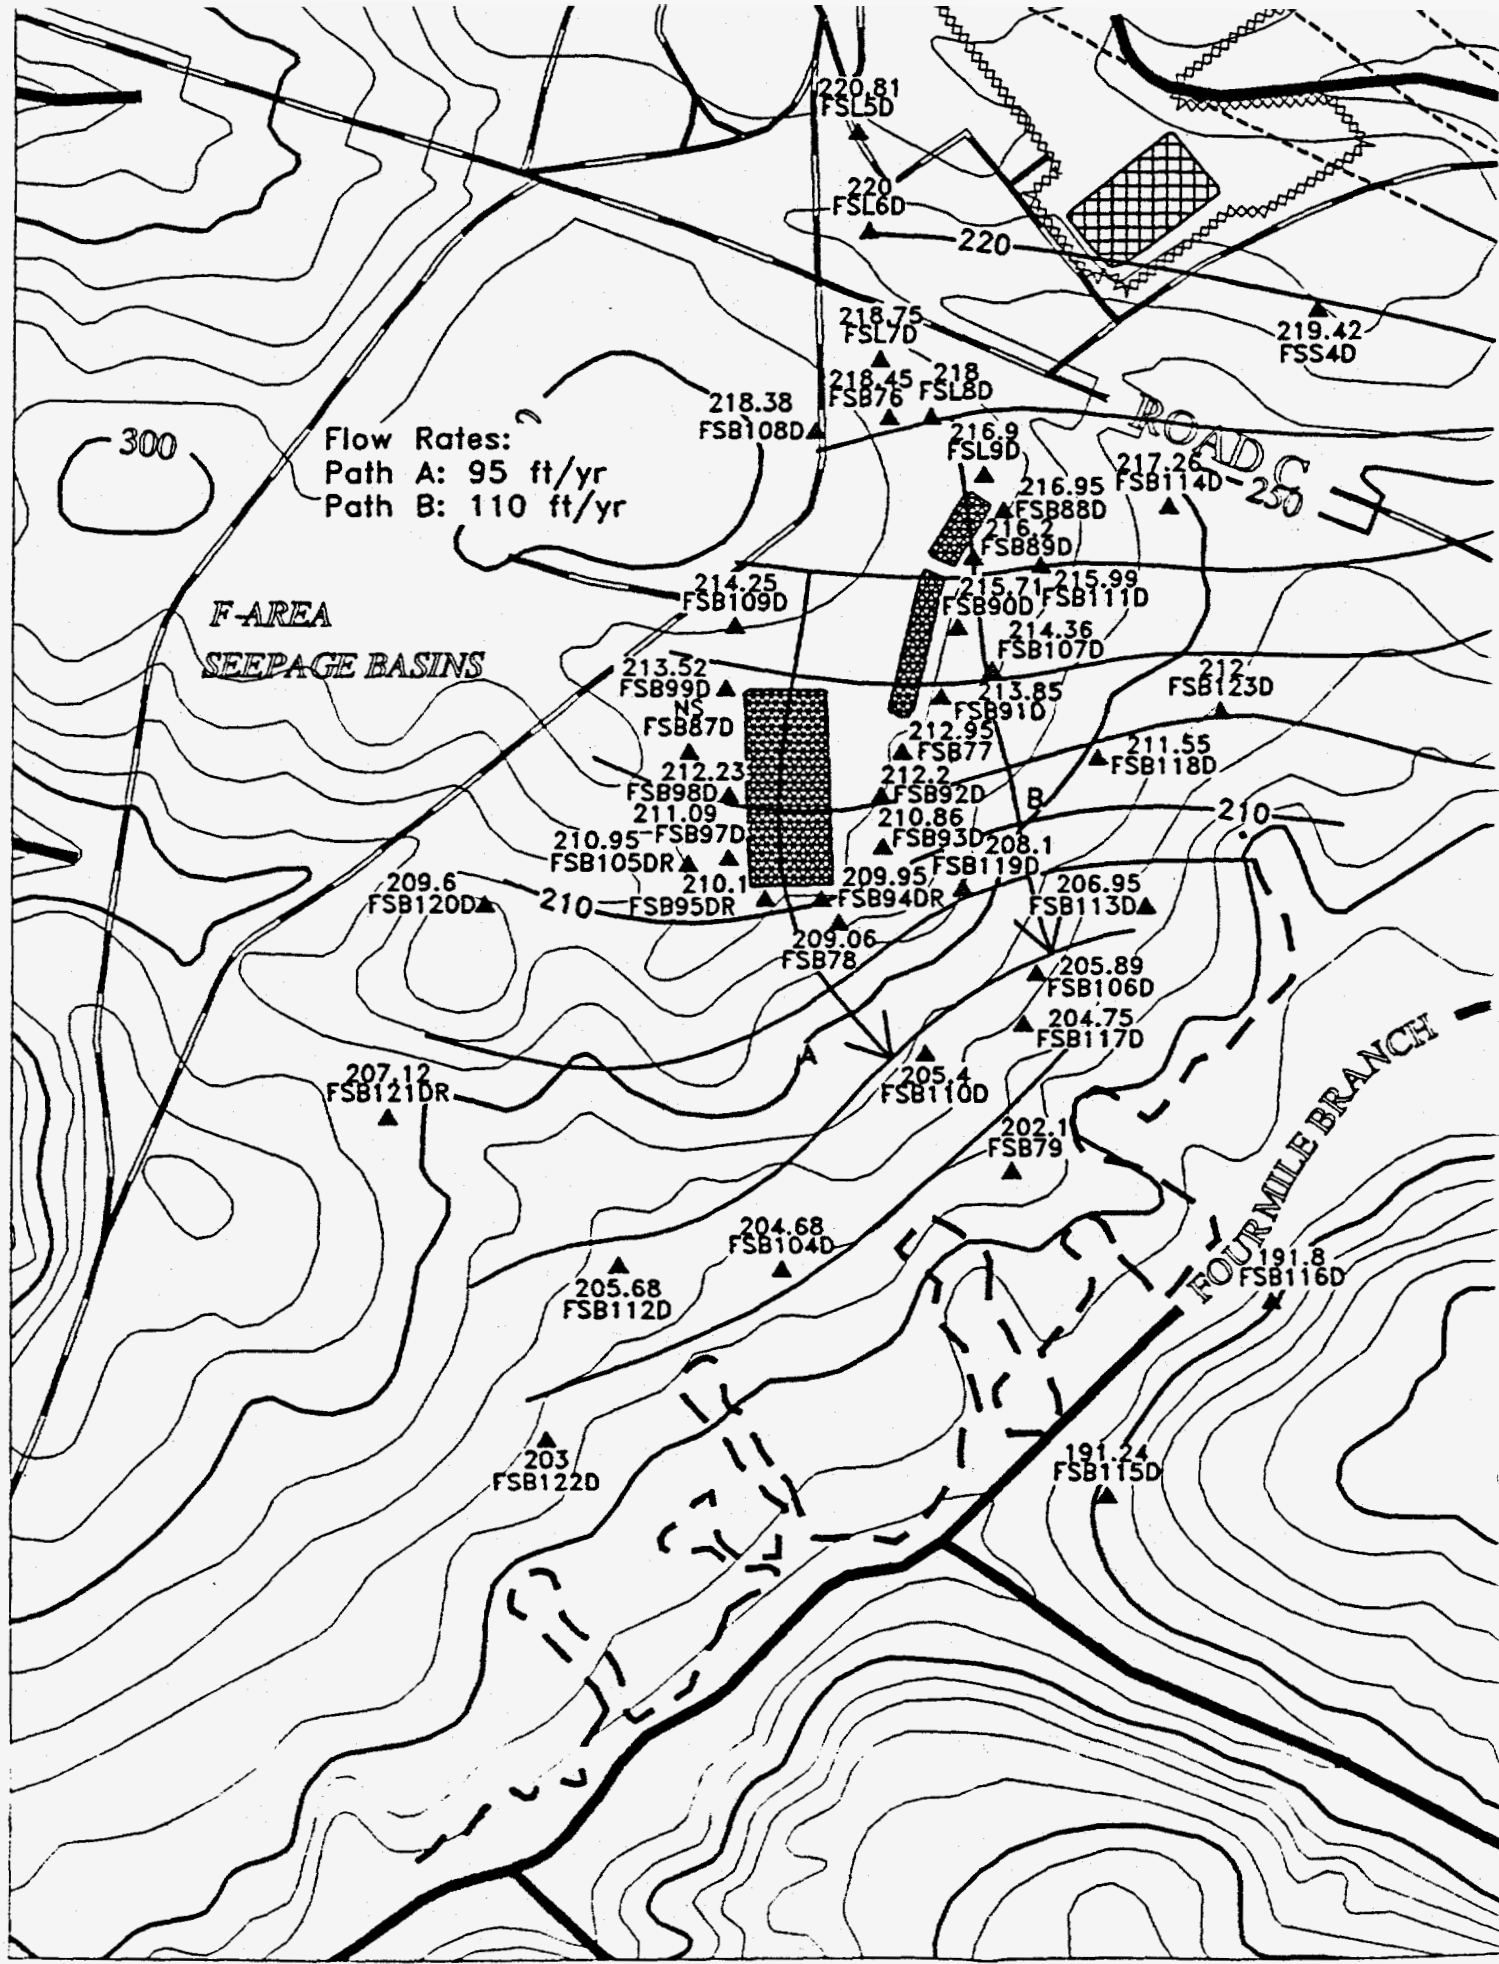 220.81
FSL5D
220
FSL6D
220
218.75
FSL7D
219.42
FSS4D
218.45
FSB76
218
FSL8D
218.38
FSB108D
ROAD C
300
Flow Rates:
Path A: 95 ft/yr
Path B: 110 ft/yr
216.9
FSL9D
217.26
FSB114D
250
216.95
FSB88D
216.2
FSB89D
214.25
FSB109D
215.71
FSB90D
215.99
FSB111D
F-AREA
SEEPAGE BASINS
214.36
FSB107D
213.52
FSB99D
NS
FSB87D
213.85
FSB91D
212
FSB123D
212.95
FSB77
211.55
FSB118D
212.23
FSB98D
212.2
FSB92D
B
210
211.09
FSB97D
210.86
FSB93D
210.95
FSB105DR
208.1
FSB119D
209.6
FSB120D
210
210.1
FSB95DR
209.95
FSB94DR
206.95
FSB113D
209.06
FSB78
205.89
FSB106D
204.75
FSB117D
A
207.12
FSB121DR
205.4
FSB110D
202.1
FSB79
FOURMILE BRANCH
204.68
FSB104D
205.68
FSB112D
191.8
FSB116D
203
FSB122D
191.24
FSB115D